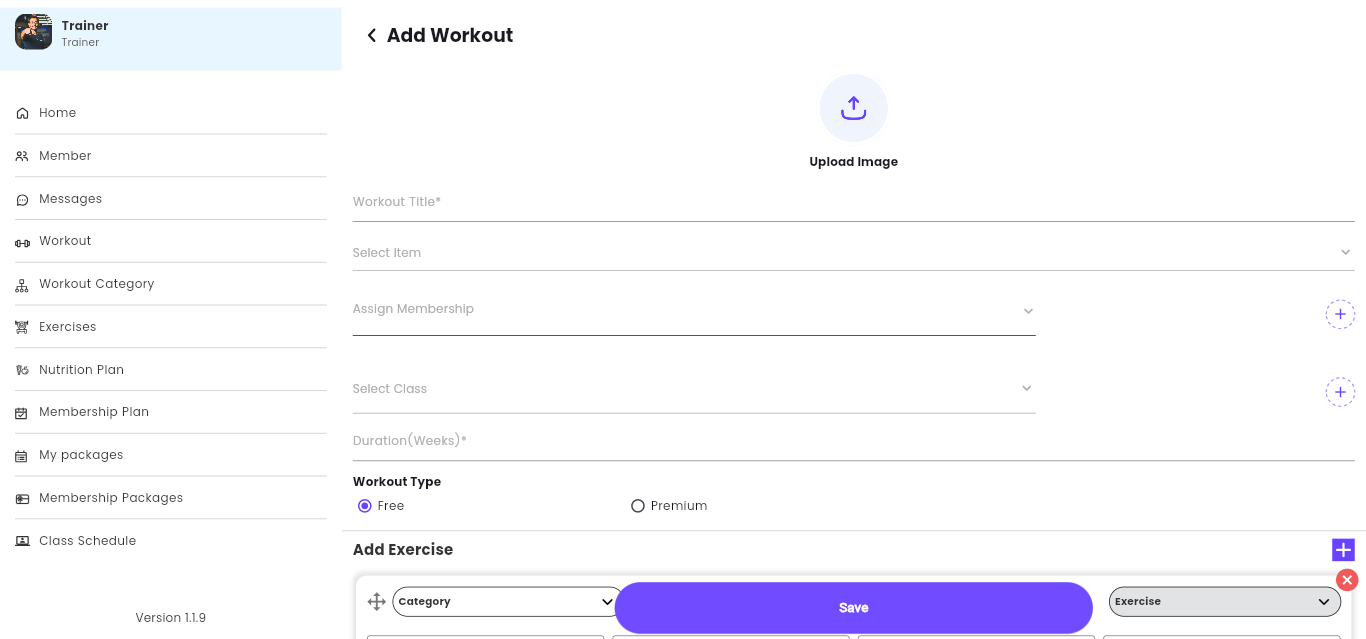 Trainer
Trainer
Home
Member
Messages
Workout
Workout Category
Exercises
Nutrition Plan
Membership Plan
My packages
Membership Packages
Class Schedule
Version 1.1.9
Add Workout
Upload Image
Workout Title*
Select Item
Assign Membership
Select Class
Duration(Weeks)*
Workout Type
Free
Premium
Add Exercise
Category
Save
Exercise